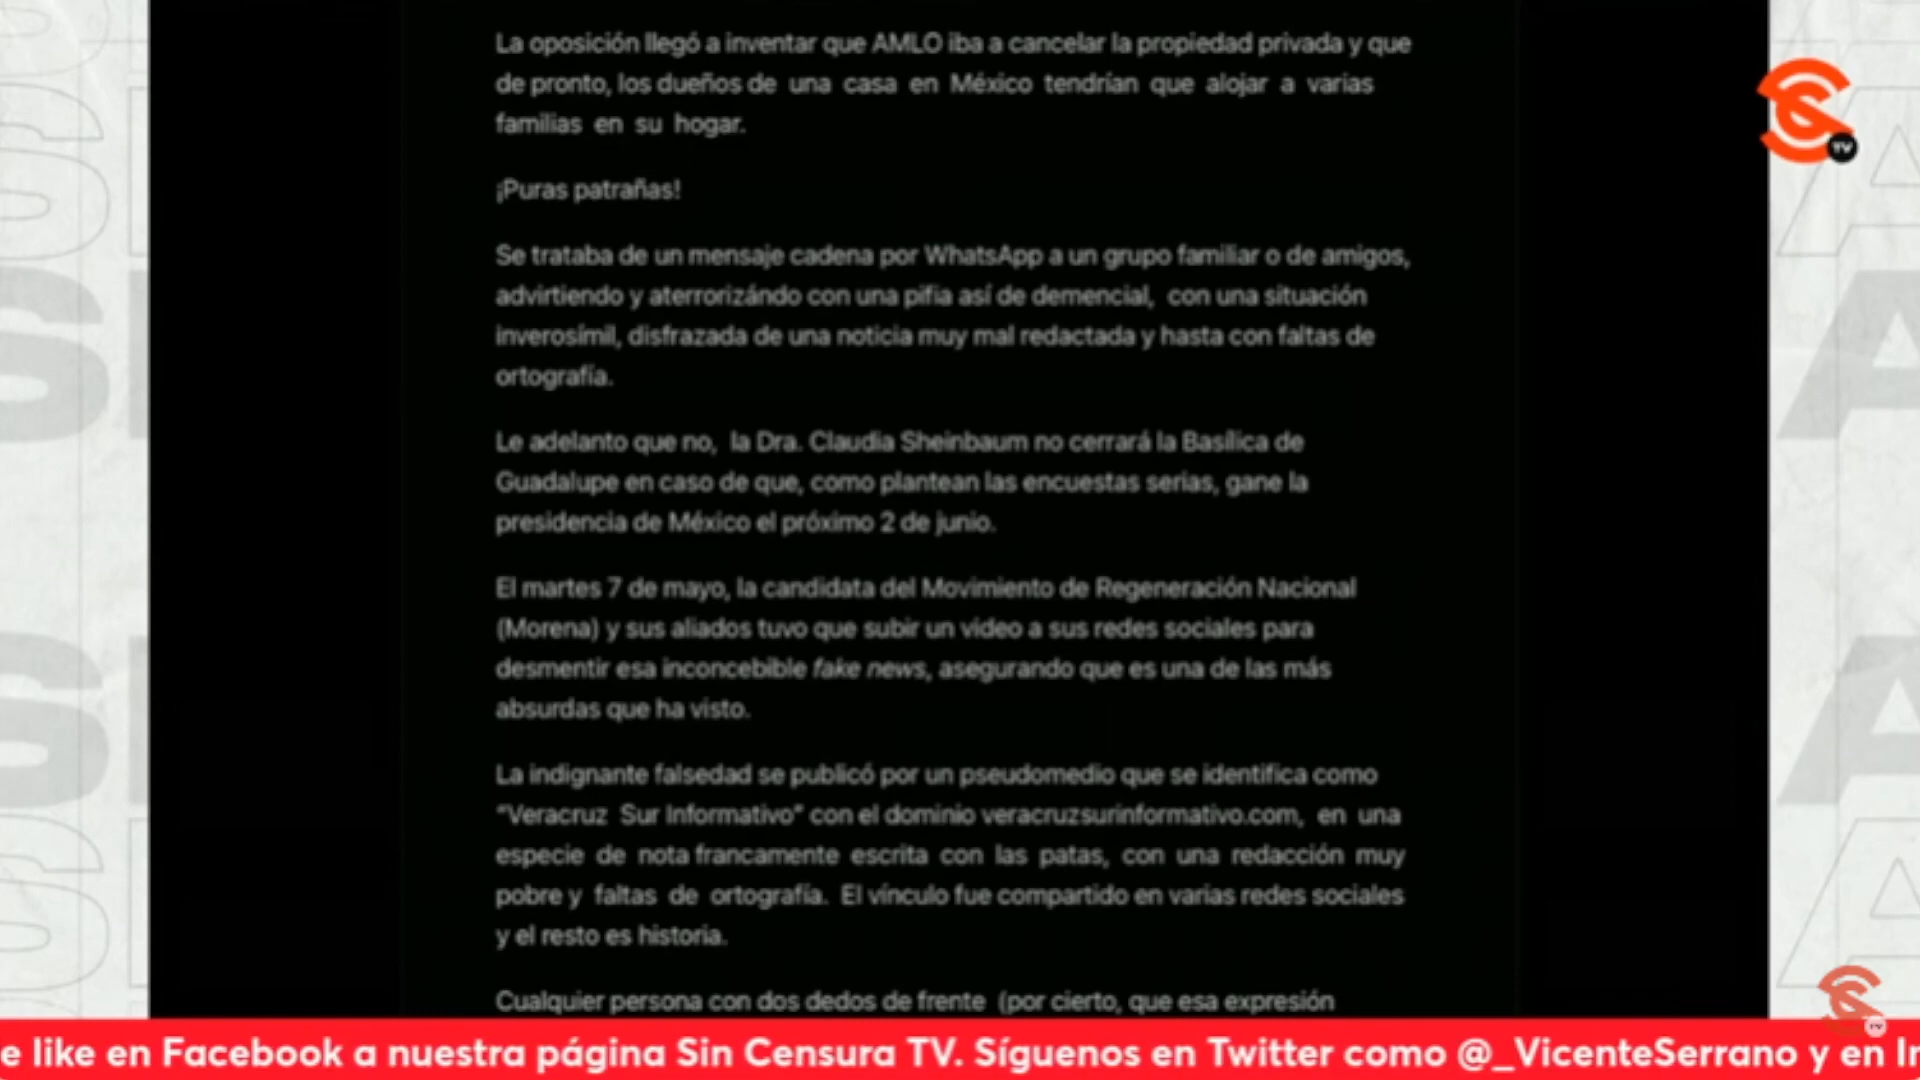 La oposición llegó a inventar que AMLO iba a cancelar la propiedad privada y que
de pronto, los dueños de una casa en México tendrían que alojar a varias
familias en su hogar.
¡Puras patrañas!
Se trataba de un mensaje cadena por WhatsApp a un grupo familiar o de amigos,
advirtiendo y aterrorizándo con una pifia así de demencial, con una situación
inverosímil, disfrazada de una noticia muy mal redactada y hasta con faltas de
ortografía.
Le adelanto que no, la Dra. Claudia Sheinbaum no cerrará la Basílica de
Guadalupe en caso de que, como plantean las encuestas serias, gane la
presidencia de México el próximo 2 de junio.
El martes 7 de mayo, la candidata del Movimiento de Regeneración Nacional
(Morena) y sus aliados tuvo que subir un video a sus redes sociales para
desmentir esa inconcebible fake news, asegurando que es una de las más
absurdas que ha visto.
La indignante falsedad se publicó por un pseudomedio que se identifica como
"Veracruz Sur Informativo" con el dominio veracruzsurinformativo.com, en una
especie de nota francamente escrita con las patas, con una redacción muy
pobre y faltas de ortografía. El vínculo fue compartido en varias redes sociales
y el resto es historia.
Cualquier persona con dos dedos de frente (por cierto, que esa expresión
e like en Facebook a nuestra página Sin Censura TV. Síguenos en Twitter como @_VicenteSerrano y en In
TV
TV